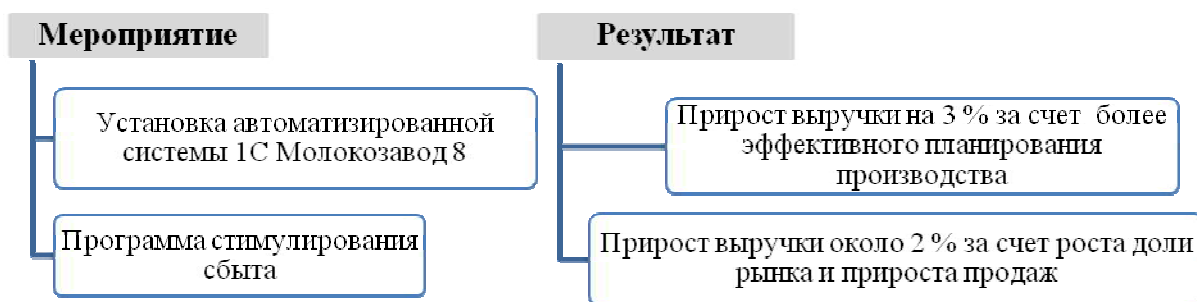 Мероприятие
Установка автоматизированной
системы 1С Молокозавод 8
Программа стимулирования
сбыта
Результат
Прирост выручки на 3 % за счет более
эффективного планирования
производства
Прирост выручки около 2 % за счет роста доли
рынка и прироста продаж